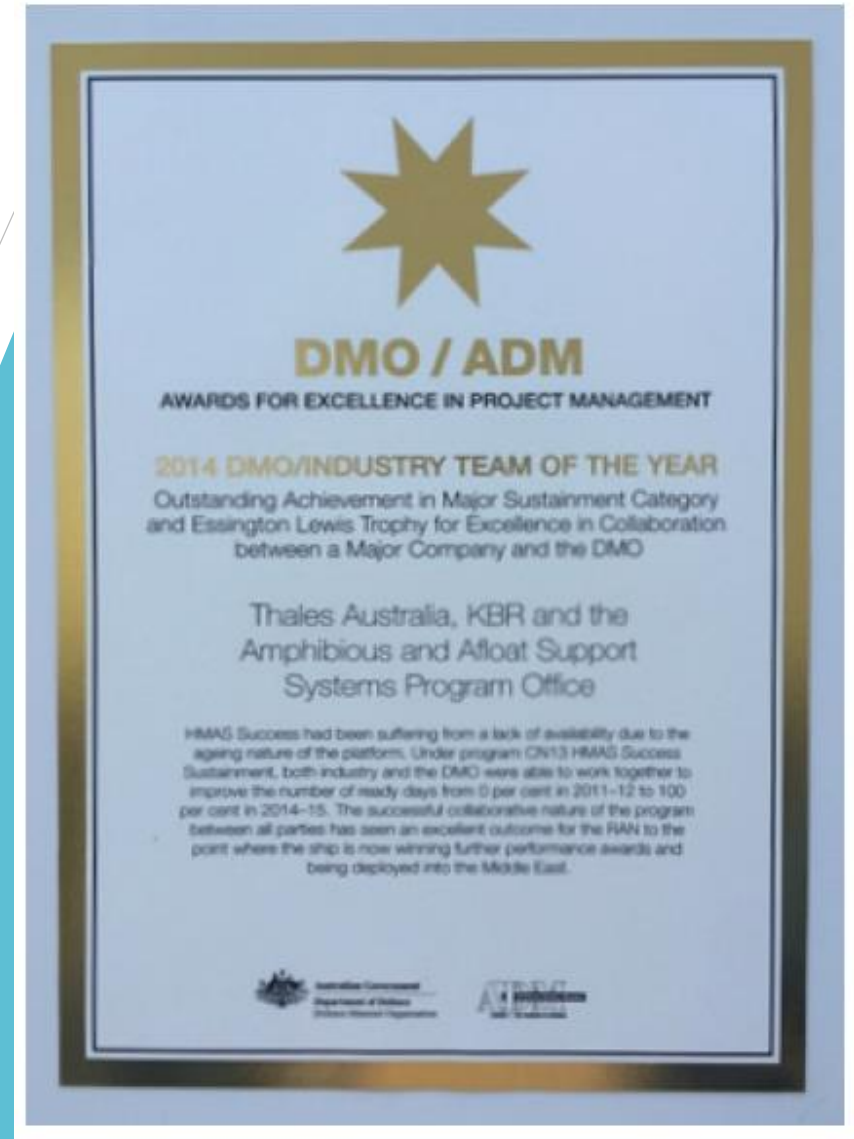 DMO / ADM
AWARDS FOR EXCELLENCE IN PROJECT MANAGEMENT
2014 DMO/INDUSTRY TEAM OF THE YEAR
Outstanding Achievement in Major Sustainment Category
and Essington Lewis Trophy for Excellence in Collaboration
between a Major Company and the DMO
Thales Australia, KBR and the
Amphibious and Afloat Support
Systems Program Office
HMAS Success had been suffering from a lack of availability due to the
ageing nature of the platform. Under program CN13 HMAS Success
Sustainment, both industry and the DMO were able to work together to
improve the number of ready days from 0 per cent in 2011–12 to 100
per cent in 2014–15. The successful collaborative nature of the program
between all parties has seen an excellent outcome for the RAN to the
point where the ship is now winning further performance awards and
being deployed into the Middle East.
Australian Government
Department of Defence
Defence Materiel Organisation
ADM